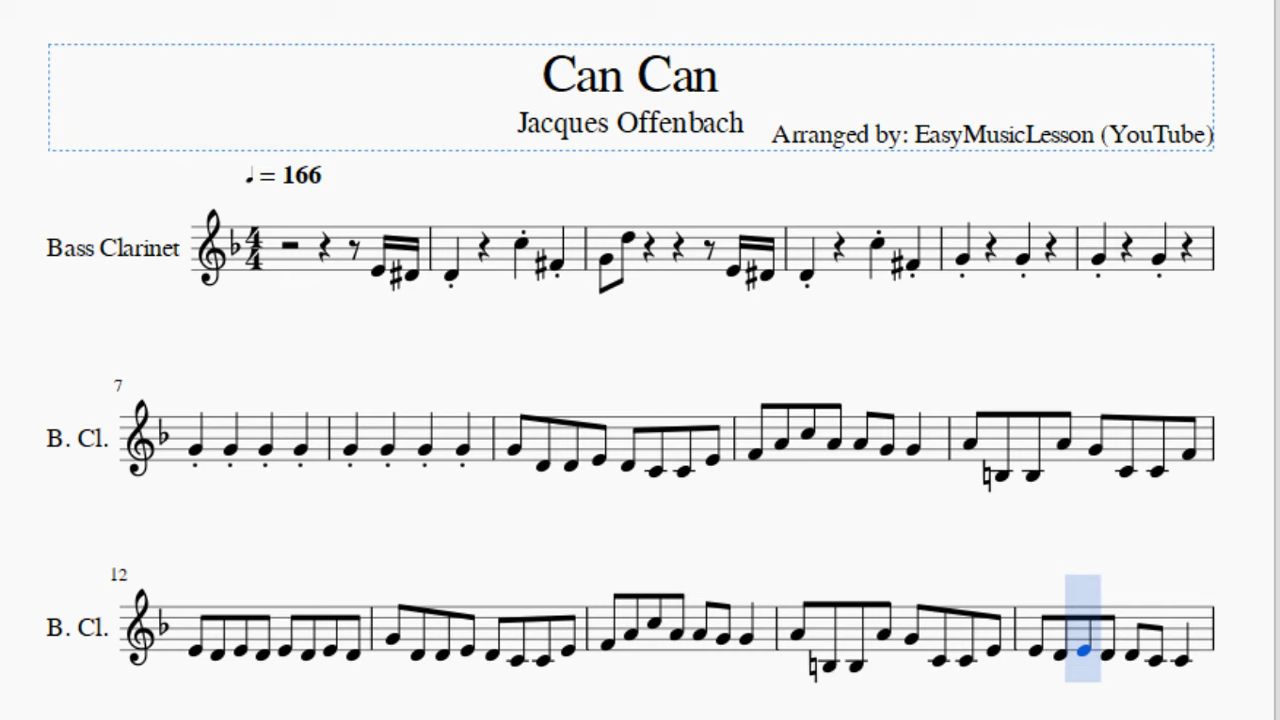 Can Can
Jacques Offenbach
Arranged by: EasyMusicLesson (YouTube)
♩ = 166
Bass Clarinet
4
4
7
B. Cl.
12
B. Cl.